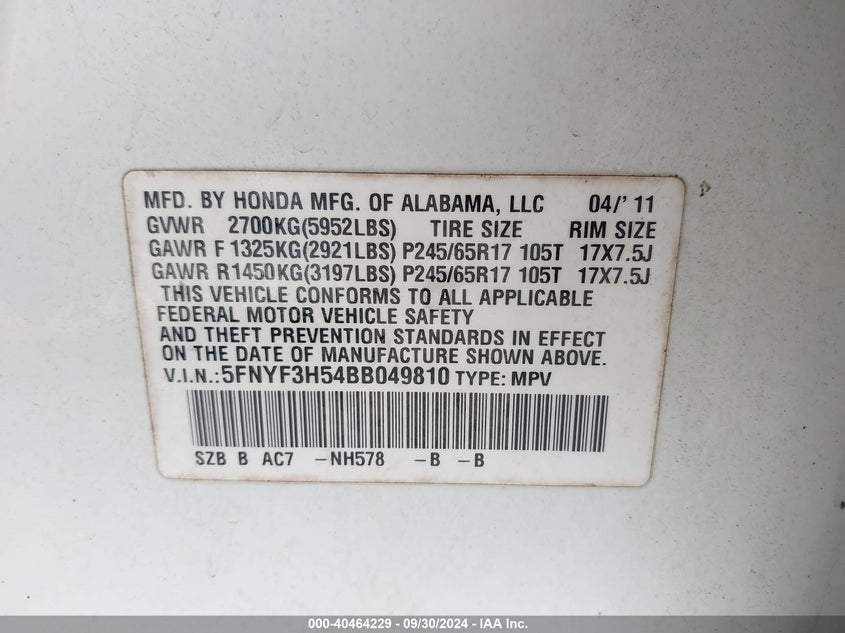 MFD. BY HONDA MFG. OF ALABAMA, LLC 04/'11
GVWR 2700KG(5952LBS) TIRE SIZE RIM SIZE
GAWR F 1325KG(2921LBS) P245/65R17 105T 17X7.5J
GAWR R1450KG(3197LBS) P245/65R17 105T 17X7.5J
THIS VEHICLE CONFORMS TO ALL APPLICABLE
FEDERAL MOTOR VEHICLE SAFETY
AND THEFT PREVENTION STANDARDS IN EFFECT
ON THE DATE OF MANUFACTURE SHOWN ABOVE.
V.I.N.:5FNYF3H54BB049810 TYPE: MPV
SZB B AC7 -NH578 -B -B
000-40464229 - 09/30/2024 - IAA Inc.